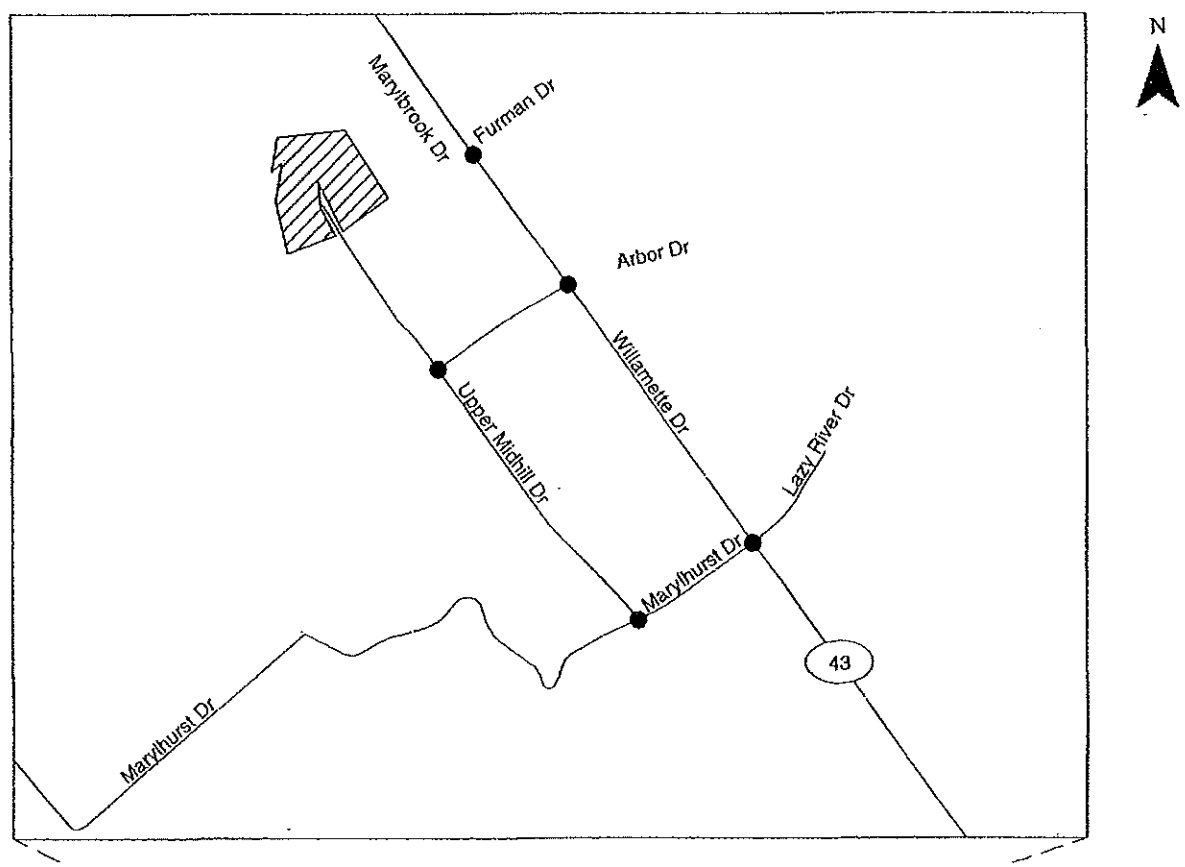 N
Marylbrook Dr
Furman Dr
Arbor Dr
Willamette Dr
Upper Midhill Dr
Lazy River Dr
Marylhurst Dr
43
Marylhurst Dr